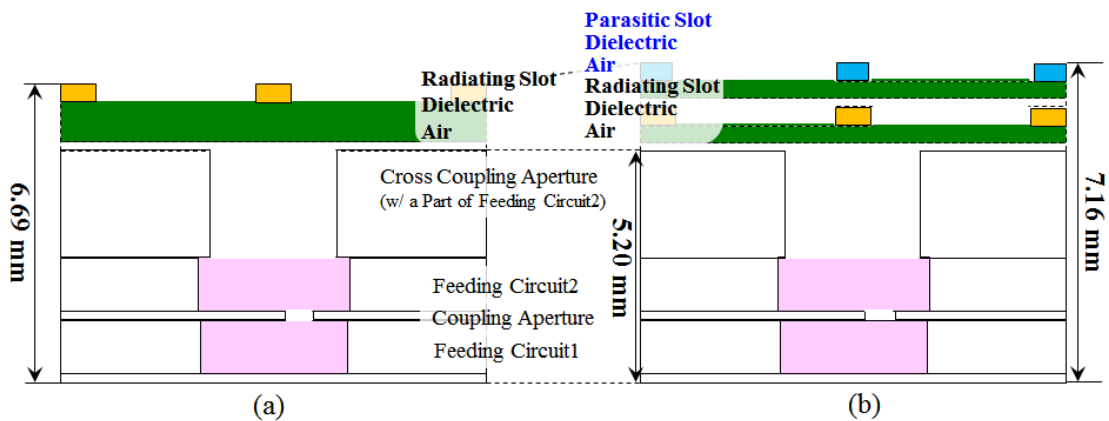 Parasitic Slot
Dielectric
Air
Radiating Slot
Dielectric
Air
Radiating Slot
Dielectric
Air
Cross Coupling Aperture
(w/ a Part of Feeding Circuit2)
Feeding Circuit2
Coupling Aperture
Feeding Circuit1
6.69 mm
5.20 mm
7.16 mm
(a)
(b)